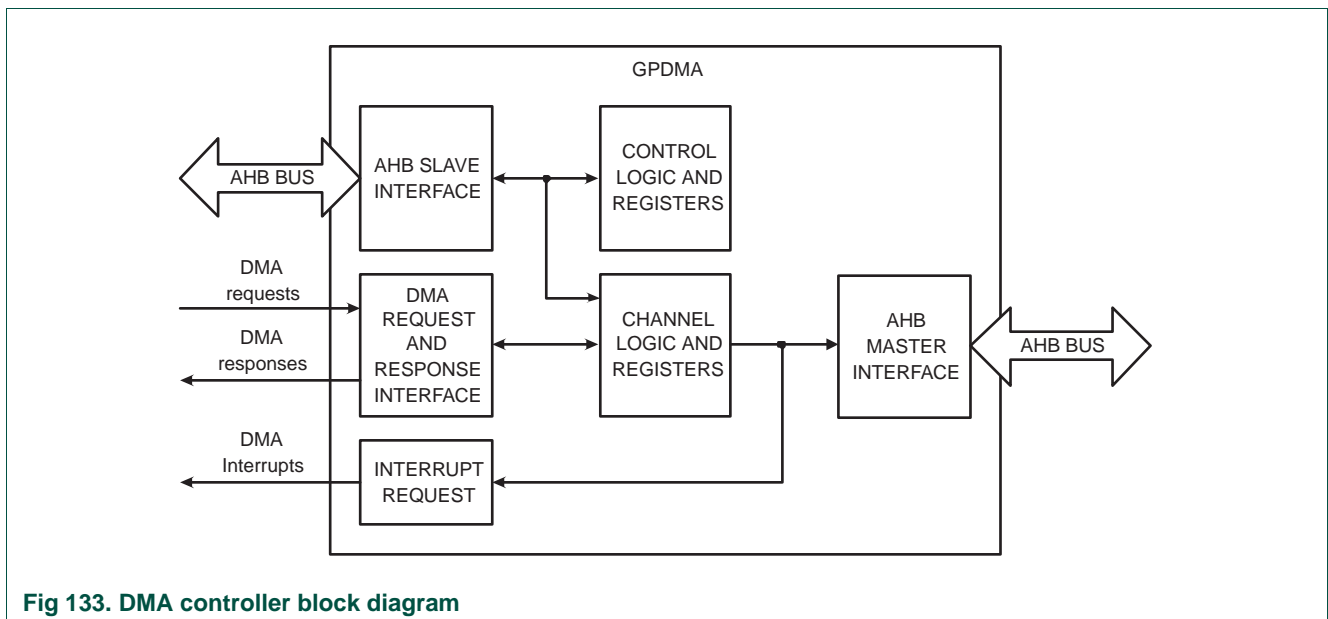 GPDMA
AHB BUS
AHB SLAVE
INTERFACE
CONTROL
LOGIC AND
REGISTERS
DMA
requests
DMA
responses
DMA
REQUEST
AND
RESPONSE
INTERFACE
CHANNEL
LOGIC AND
REGISTERS
AHB
MASTER
INTERFACE
AHB BUS
DMA
Interrupts
INTERRUPT
REQUEST
Fig 133. DMA controller block diagram